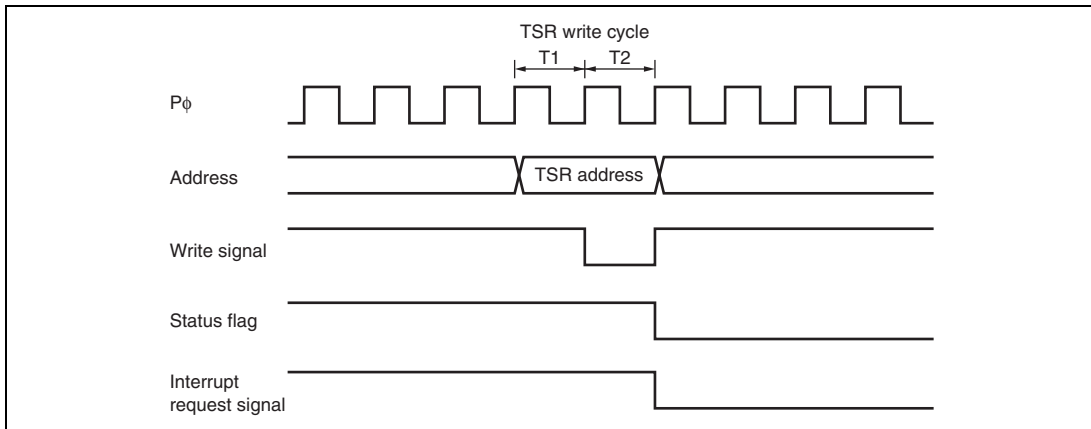 TSR write cycle
T1 T2
Pϕ
Address
TSR address
Write signal
Status flag
Interrupt
request signal